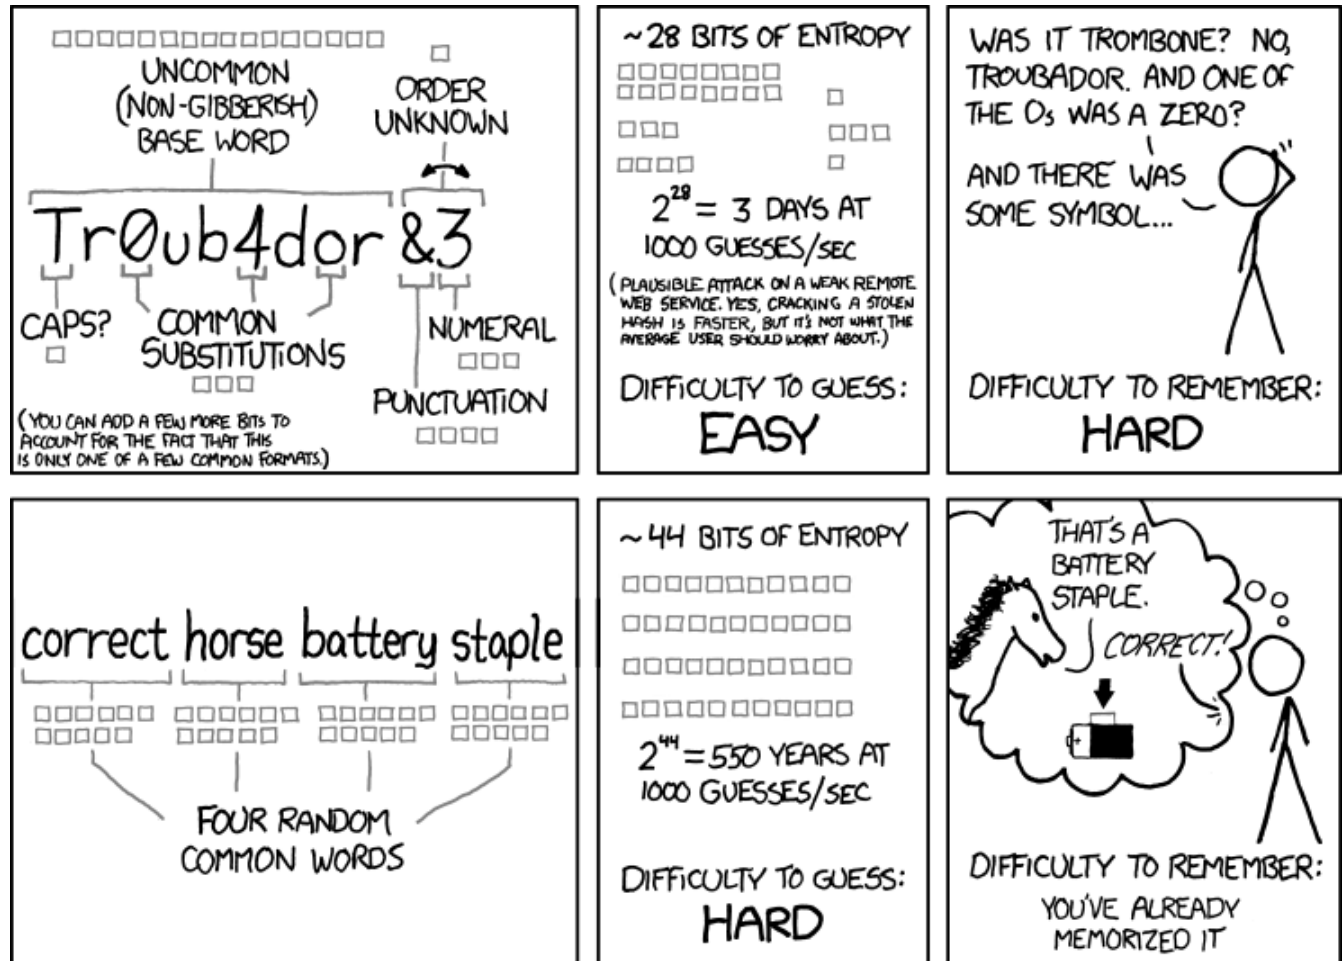 UNCOMMON
(NON-GIBBERISH)
BASE WORD
ORDER
UNKNOWN
Tr0ub4dor &3
CAPS?
COMMON
SUBSTITUTIONS
NUMERAL
PUNCTUATION
(YOU CAN ADD A FEW MORE BITS TO
ACCOUNT FOR THE FACT THAT THIS
IS ONLY ONE OF A FEW COMMON FORMATS.)
~28 BITS OF ENTROPY
2^28 = 3 DAYS AT
1000 GUESSES/SEC
(PLAUSIBLE ATTACK ON A WEAK REMOTE
WEB SERVICE. YES, CRACKING A STOLEN
HASH IS FASTER, BUT IT'S NOT WHAT THE
AVERAGE USER SHOULD WORRY ABOUT.)
DIFFICULTY TO GUESS:
EASY
WAS IT TROMBONE? NO,
TROUBADOR. AND ONE OF
THE Os WAS A ZERO?
AND THERE WAS
SOME SYMBOL...
DIFFICULTY TO REMEMBER:
HARD
correct horse battery staple
FOUR RANDOM
COMMON WORDS
~44 BITS OF ENTROPY
2^44 = 550 YEARS AT
1000 GUESSES/SEC
DIFFICULTY TO GUESS:
HARD
THAT'S A
BATTERY
STAPLE.
CORRECT!
DIFFICULTY TO REMEMBER:
YOU'VE ALREADY
MEMORIZED IT